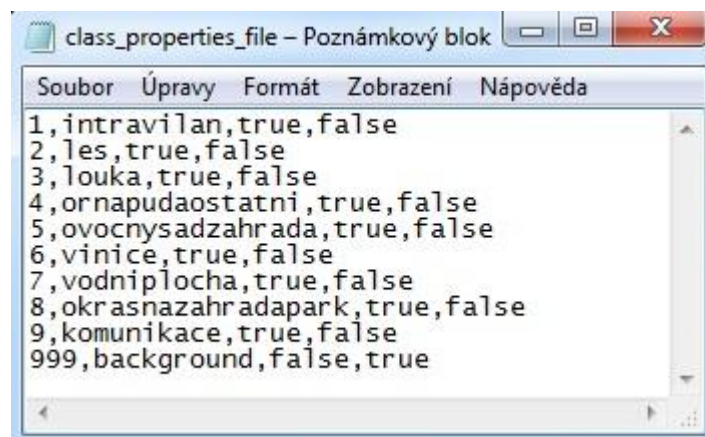 class_properties_file – Poznámkový blok
Soubor Úpravy Formát Zobrazení Nápověda
1,intravilan,true,false
2,les,true,false
3,louka,true,false
4,ornapudaostatni,true,false
5,ovocnysadzahrada,true,false
6,vinice,true,false
7,vodniplocha,true,false
8,okrasnazahradapark,true,false
9,komunikace,true,false
999,background,false,true